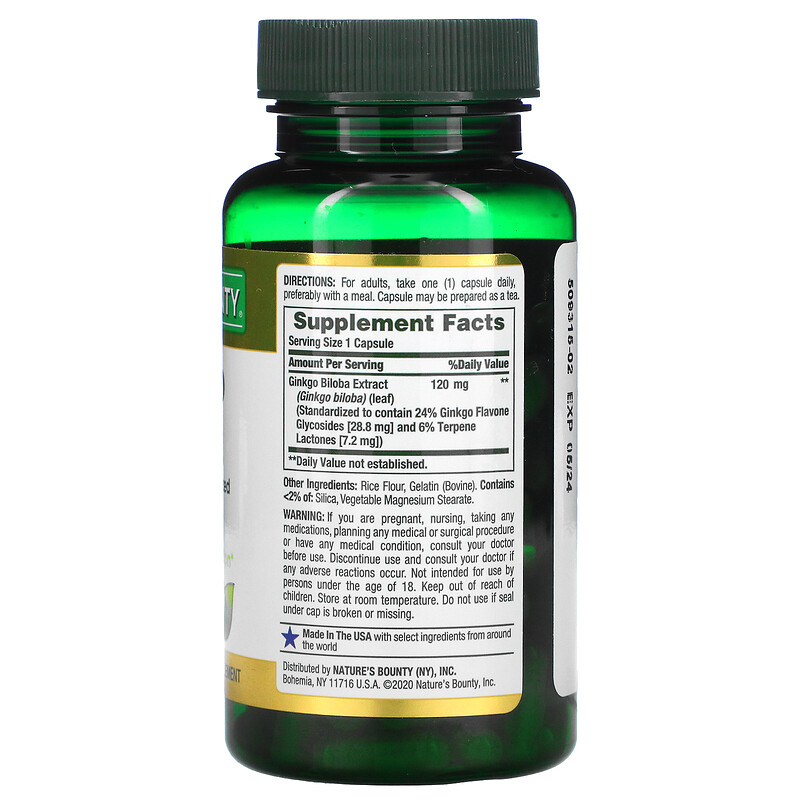 DIRECTIONS: For adults, take one (1) capsule daily,
preferably with a meal. Capsule may be prepared as a tea.
Supplement Facts
Serving Size 1 Capsule
Amount Per Serving %Daily Value
Ginkgo Biloba Extract 120 mg **
(Ginkgo biloba) (leaf)
(Standardized to contain 24% Ginkgo Flavone
Glycosides [28.8 mg] and 6% Terpene
Lactones [7.2 mg])
**Daily Value not established.
Other Ingredients: Rice Flour, Gelatin (Bovine). Contains
<2% of: Silica, Vegetable Magnesium Stearate.
WARNING: If you are pregnant, nursing, taking any
medications, planning any medical or surgical procedure
or have any medical condition, consult your doctor
before use. Discontinue use and consult your doctor if
any adverse reactions occur. Not intended for use by
persons under the age of 18. Keep out of reach of
children. Store at room temperature. Do not use if seal
under cap is broken or missing.
Made In The USA with select ingredients from around
the world
Distributed by NATURE'S BOUNTY (NY), INC.
Bohemia, NY 11716 U.S.A. ©2020 Nature's Bounty, Inc.
509315-02 EXP 06/24